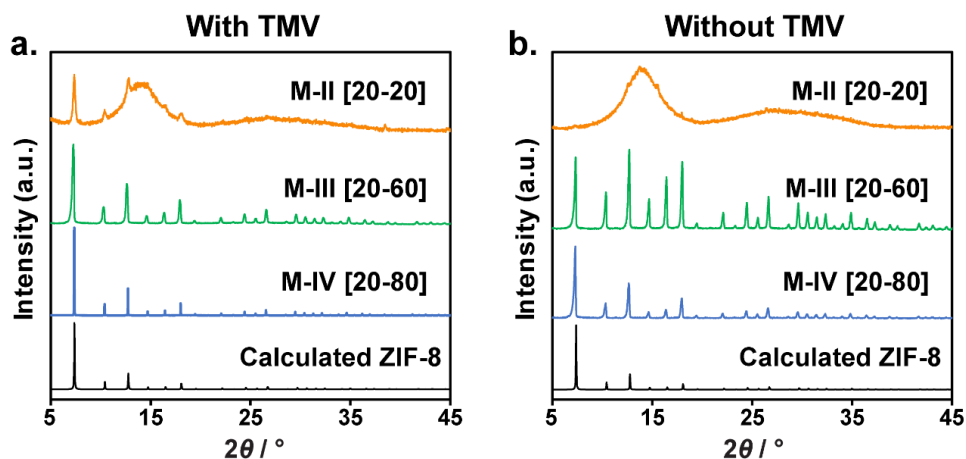 a.
With TMV
Intensity (a.u.)
M-II [20-20]
M-III [20-60]
M-IV [20-80]
Calculated ZIF-8
5 15 25 35 45
2θ / °
b.
Without TMV
Intensity (a.u.)
M-II [20-20]
M-III [20-60]
M-IV [20-80]
Calculated ZIF-8
5 15 25 35 45
2θ / °